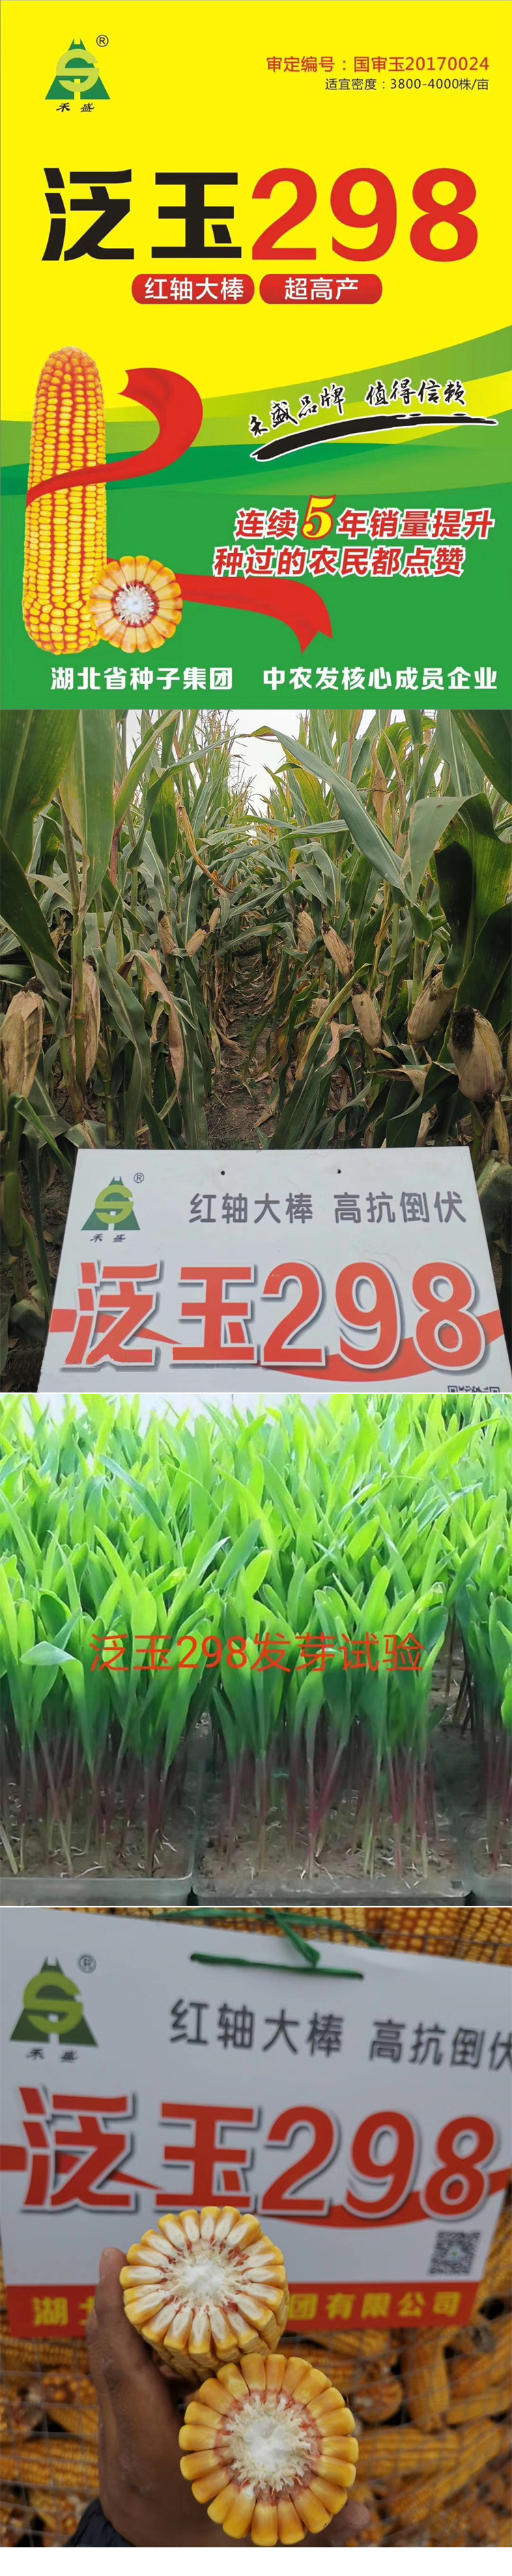 ®
禾盛
审定编号：国审玉20170024
适宜密度：3800-4000株/亩
泛玉298
红轴大棒 超高产
禾盛品牌 值得信赖
连续5年销量提升
种过的农民都点赞
湖北省种子集团 中农发核心成员企业
®
禾盛
红轴大棒 高抗倒伏
泛玉298
泛玉298发芽试验
®
禾盛
红轴大棒 高抗倒伏
泛玉298
湖
团有限公司